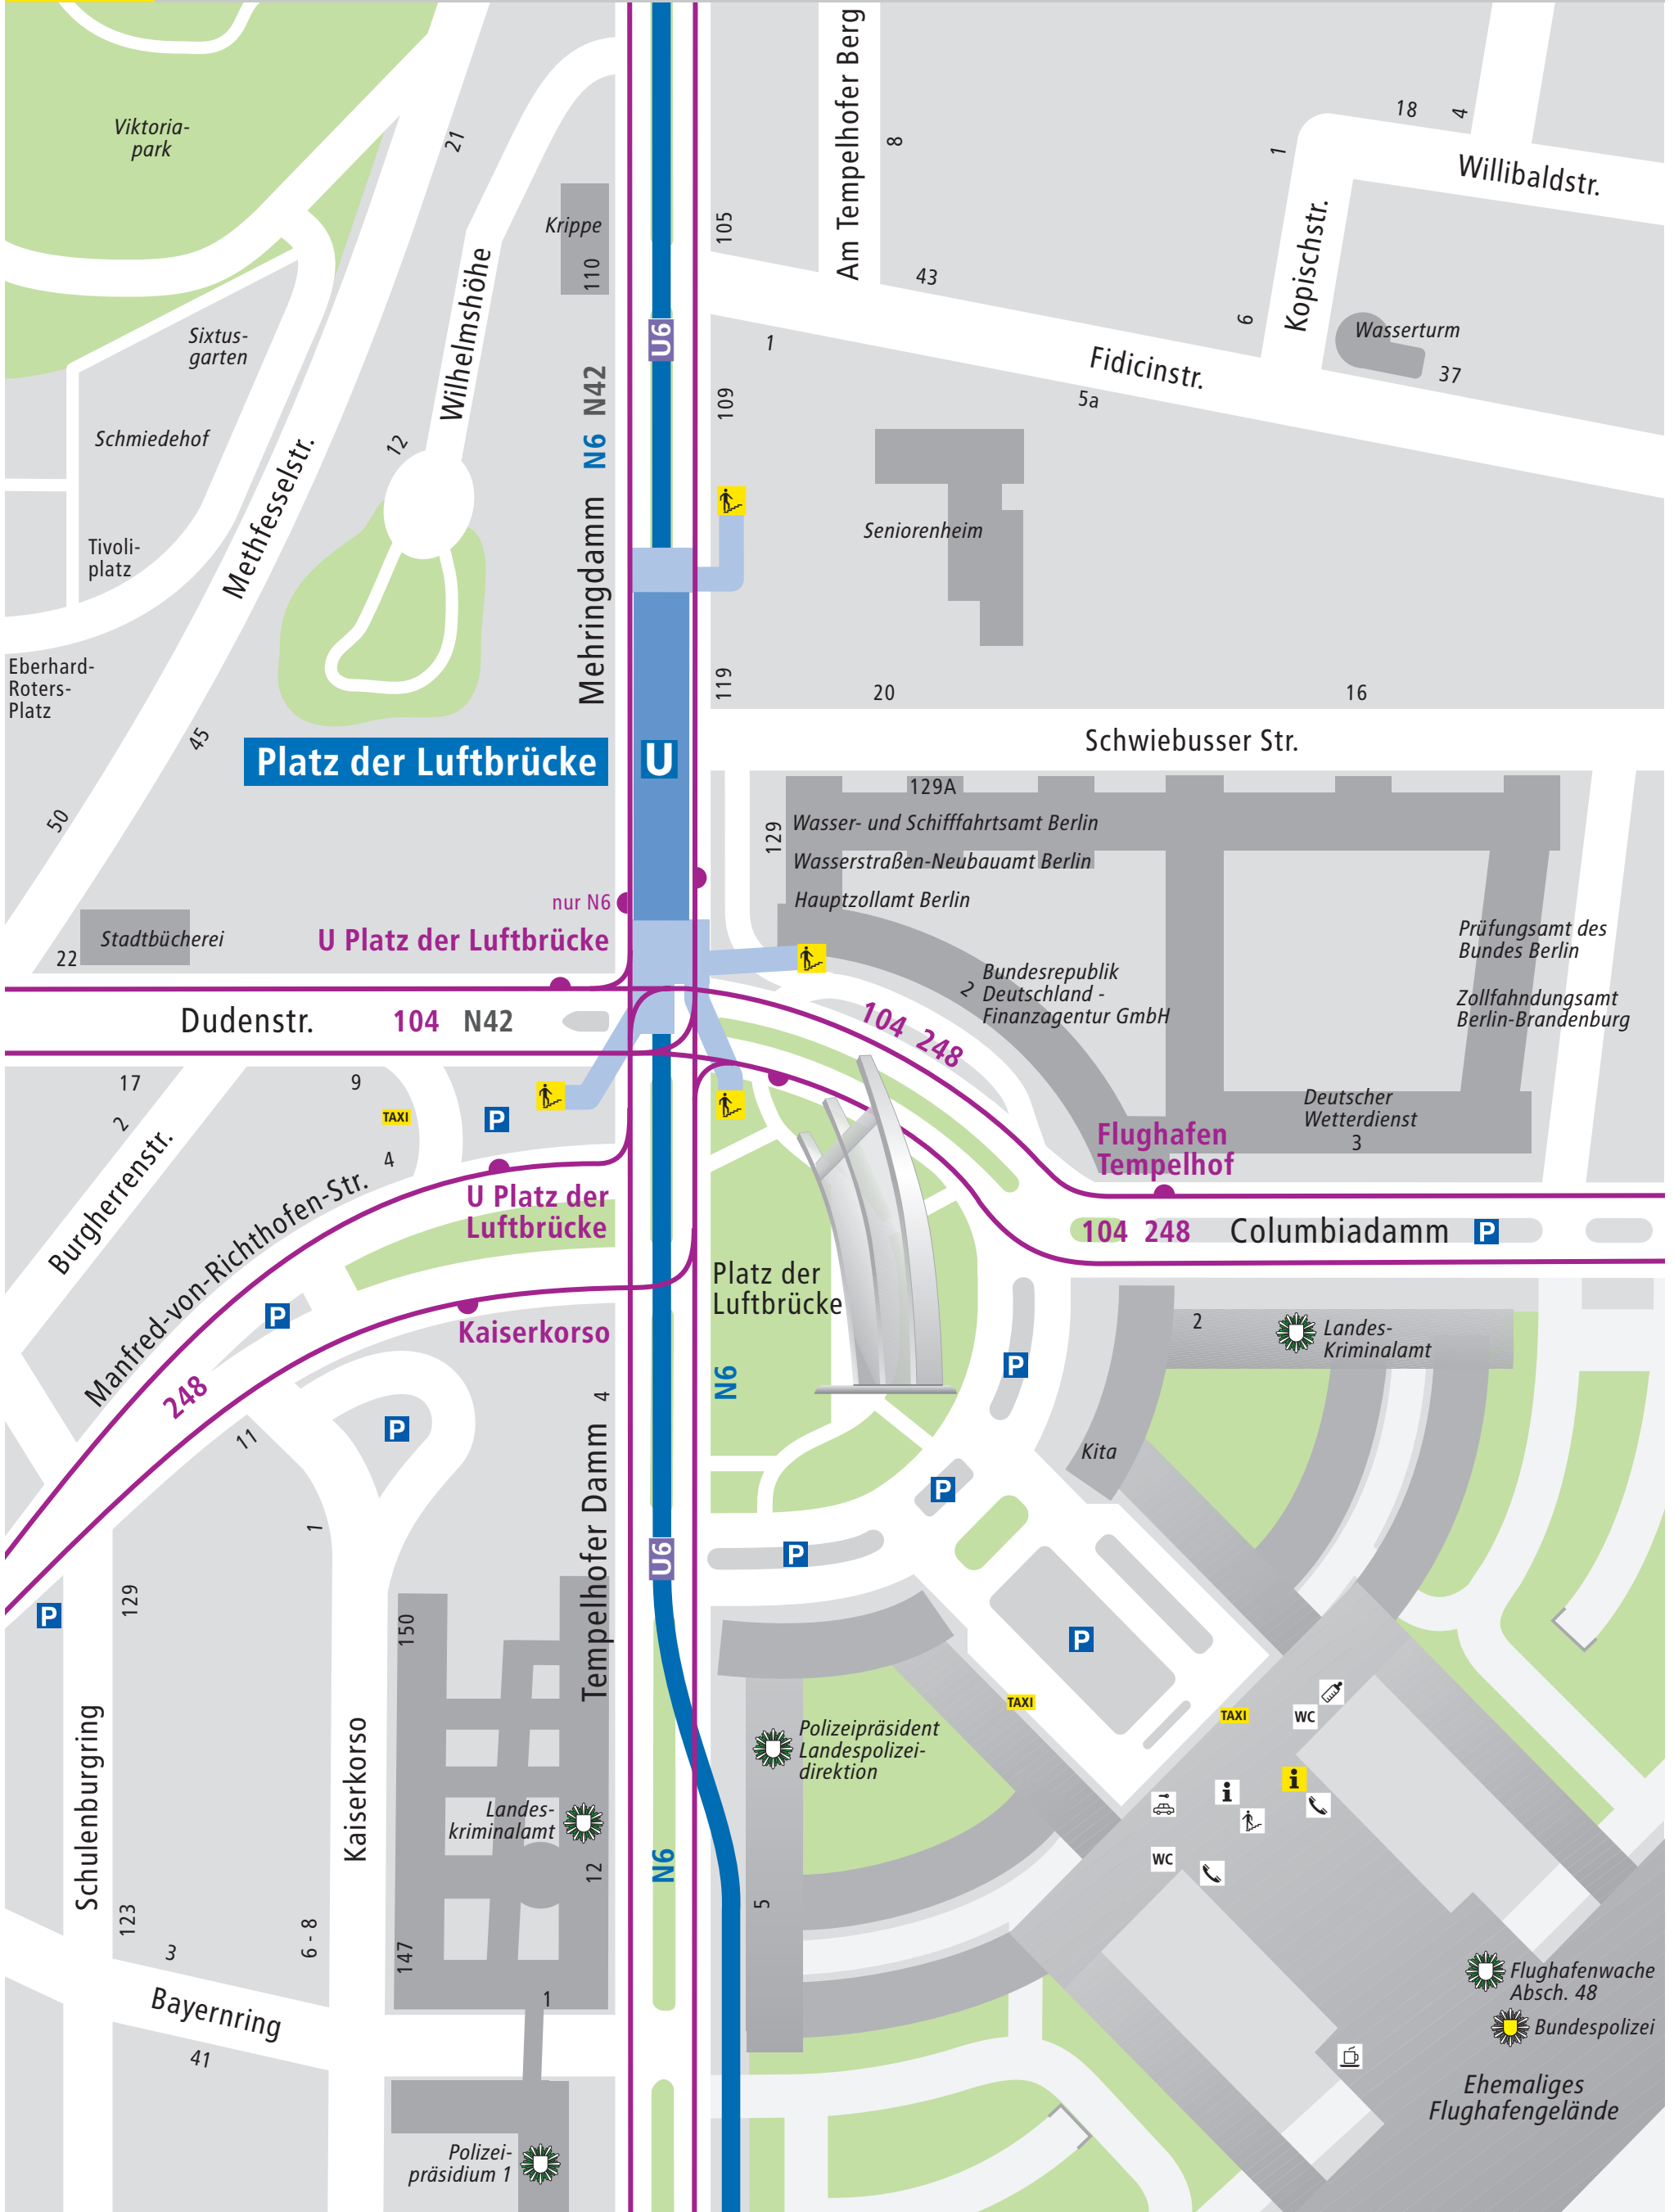 Viktoria-
park
21
Krippe
110
105
Am Tempelhofer Berg
8
43
1
18
4
Willibaldstr.
Kopischstr.
6
Wasserturm
37
Fidicinstr.
5a
1
Sixtus-
garten
Wilhelmshöhe
U6
N6 N42
109
Schmiedehof
12
Methfesselstr.
Tivoli-
platz
Seniorenheim
Mehringdamm
Eberhard-
Roters-
Platz
45
119
20
16
Schwiebusser Str.
Platz der Luftbrücke
U
50
129A
129
Wasser- und Schifffahrtsamt Berlin
Wasserstraßen-Neubauamt Berlin
Hauptzollamt Berlin
nur N6
U Platz der Luftbrücke
Stadtbücherei
22
Prüfungsamt des
Bundes Berlin
2
Bundesrepublik
Deutschland -
Finanzagentur GmbH
Zollfahndungsamt
Berlin-Brandenburg
Dudenstr.
104 N42
104 248
17
2
9
TAXI
P
4
Deutscher
Wetterdienst
3
Flughafen
Tempelhof
Burgherrenstr.
Manfred-von-Richthofen-Str.
U Platz der
Luftbrücke
104 248
Columbiadamm
P
Platz der
Luftbrücke
P
Kaiserkorso
2
Landes-
Kriminalamt
P
248
N6
4
11
P
Kita
P
1
Tempelhofer Damm
U6
P
P
129
150
P
TAXI
TAXI
WC
Schulenburgring
Kaiserkorso
Polizeipräsident
Landespolizei-
direktion
i
i
Landes-
kriminalamt
12
N6
WC
5
123
6 - 8
147
3
1
Bayernring
41
Flughafenwache
Absch. 48
Bundespolizei
Ehemaliges
Flughafengelände
Polizei-
präsidium 1